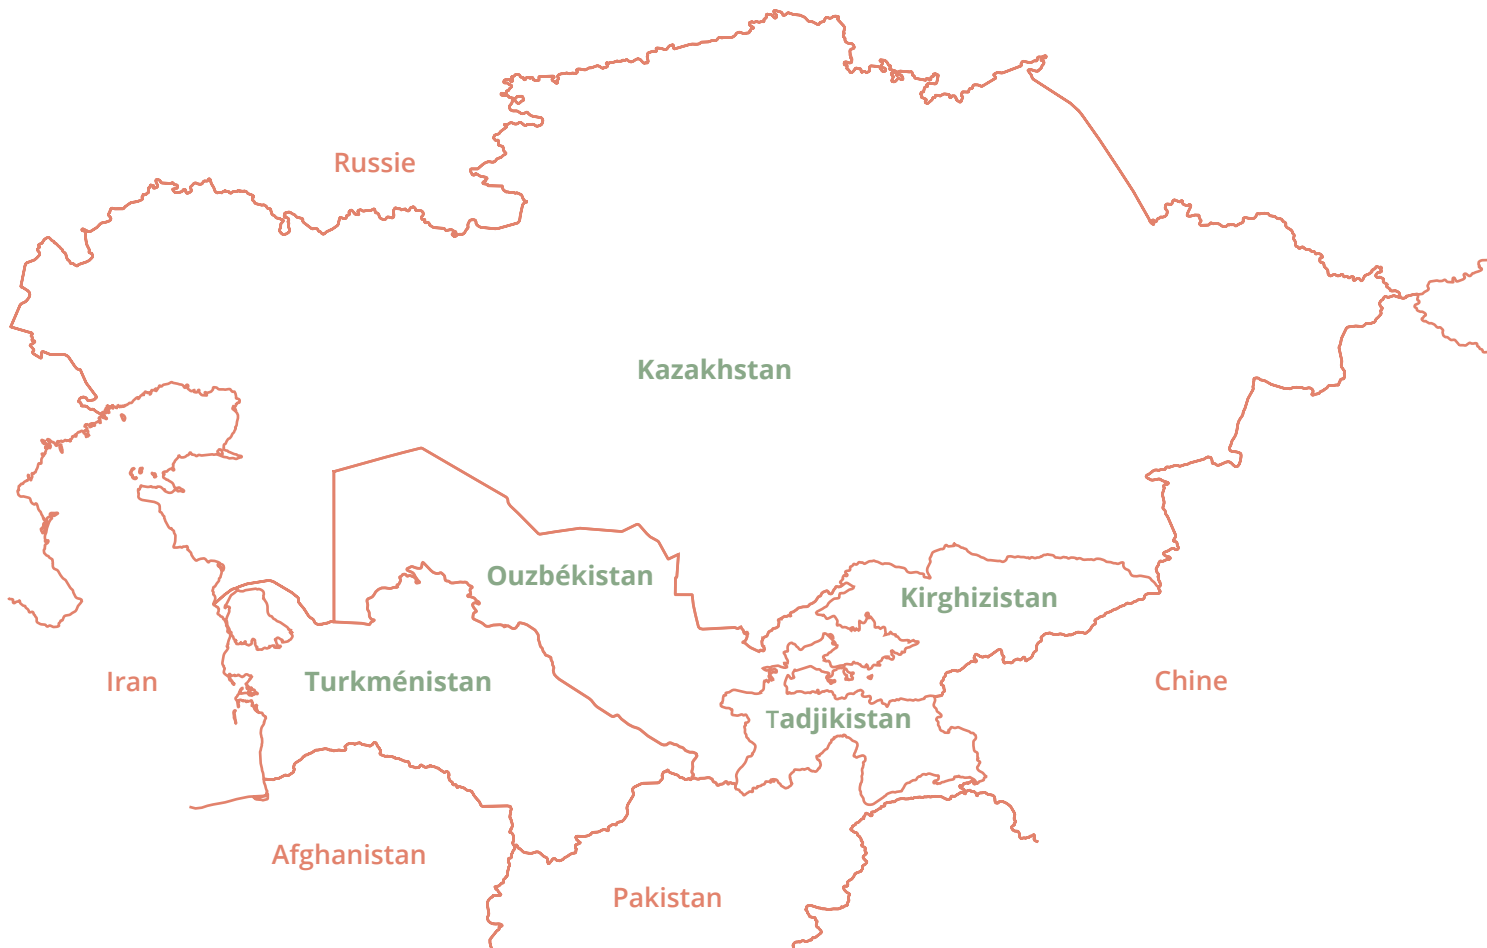 Russie
Kazakhstan
Ouzbékistan
Kirghizistan
Iran
Turkménistan
Chine
Tadjikistan
Afghanistan
Pakistan